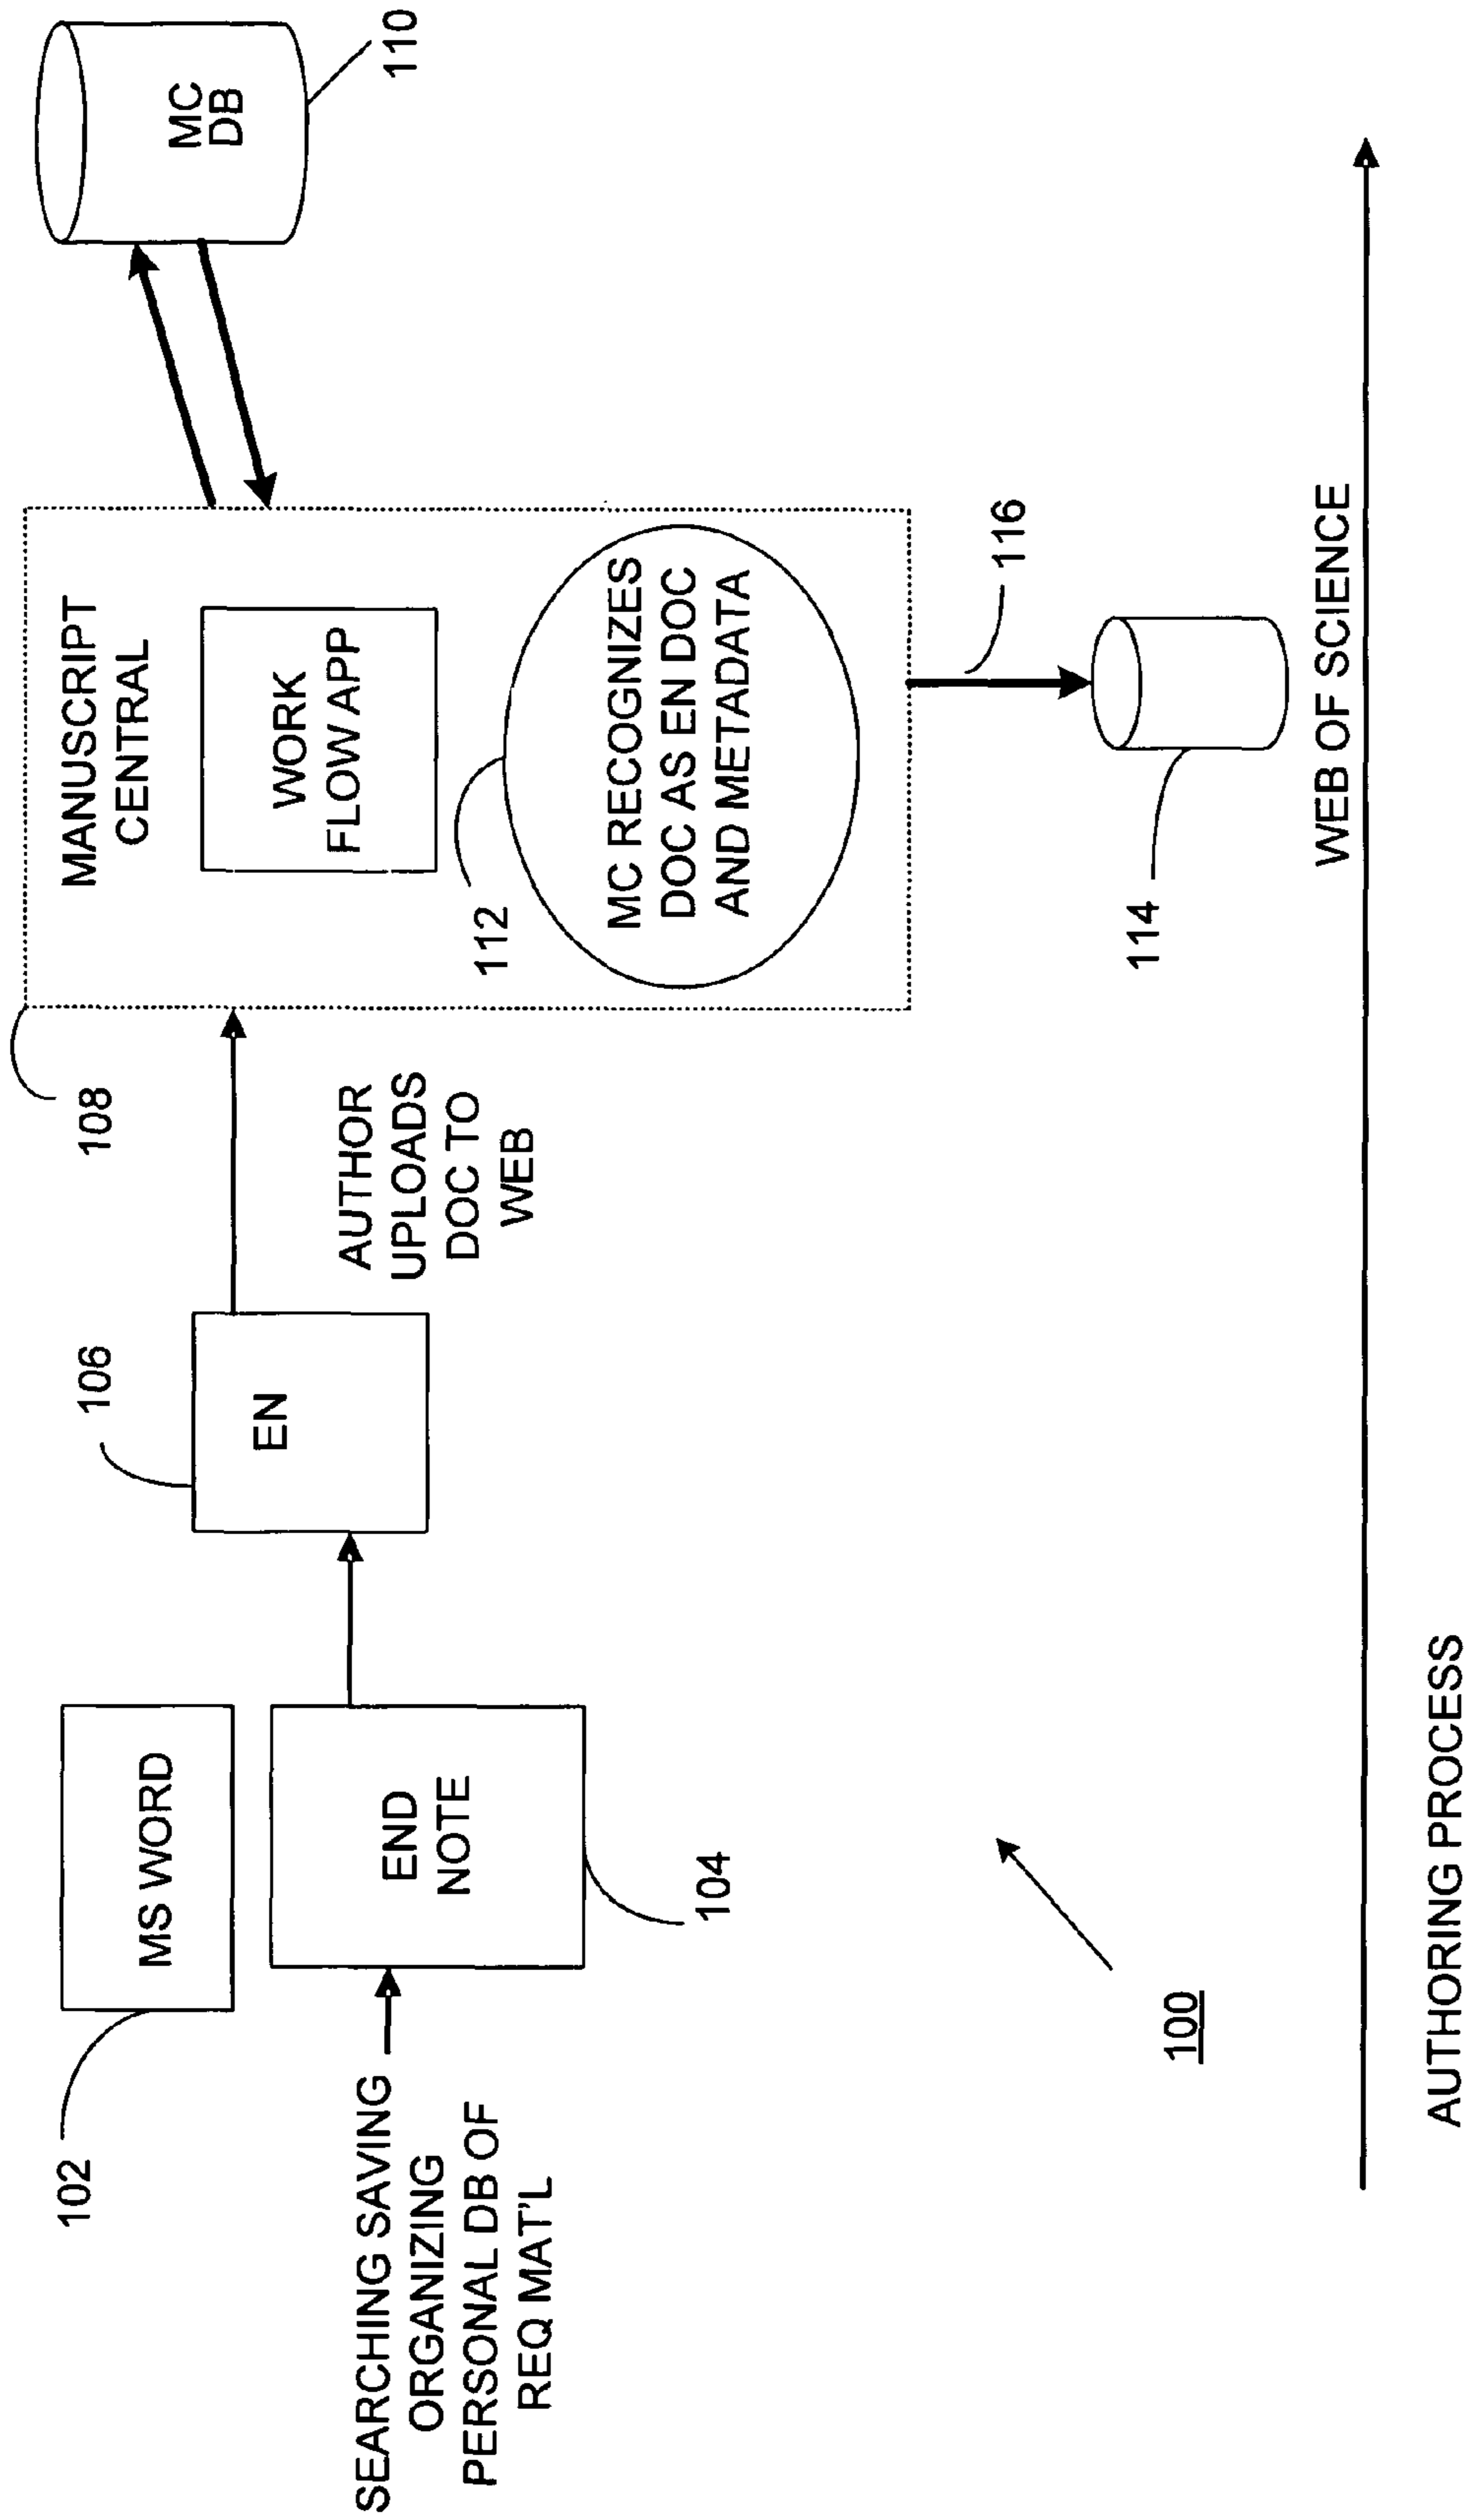 102
MS WORD
SEARCHING SAVING
ORGANIZING
PERSONAL DB OF
REQ MAT'L
END
NOTE
104
106
EN
AUTHOR
UPLOADS
DOC TO
WEB
108
MANUSCRIPT
CENTRAL
WORK
FLOW APP
112
MC RECOGNIZES
DOC AS EN DOC
AND METADATA
MC
DB
110
116
114
WEB OF SCIENCE
100
AUTHORING PROCESS